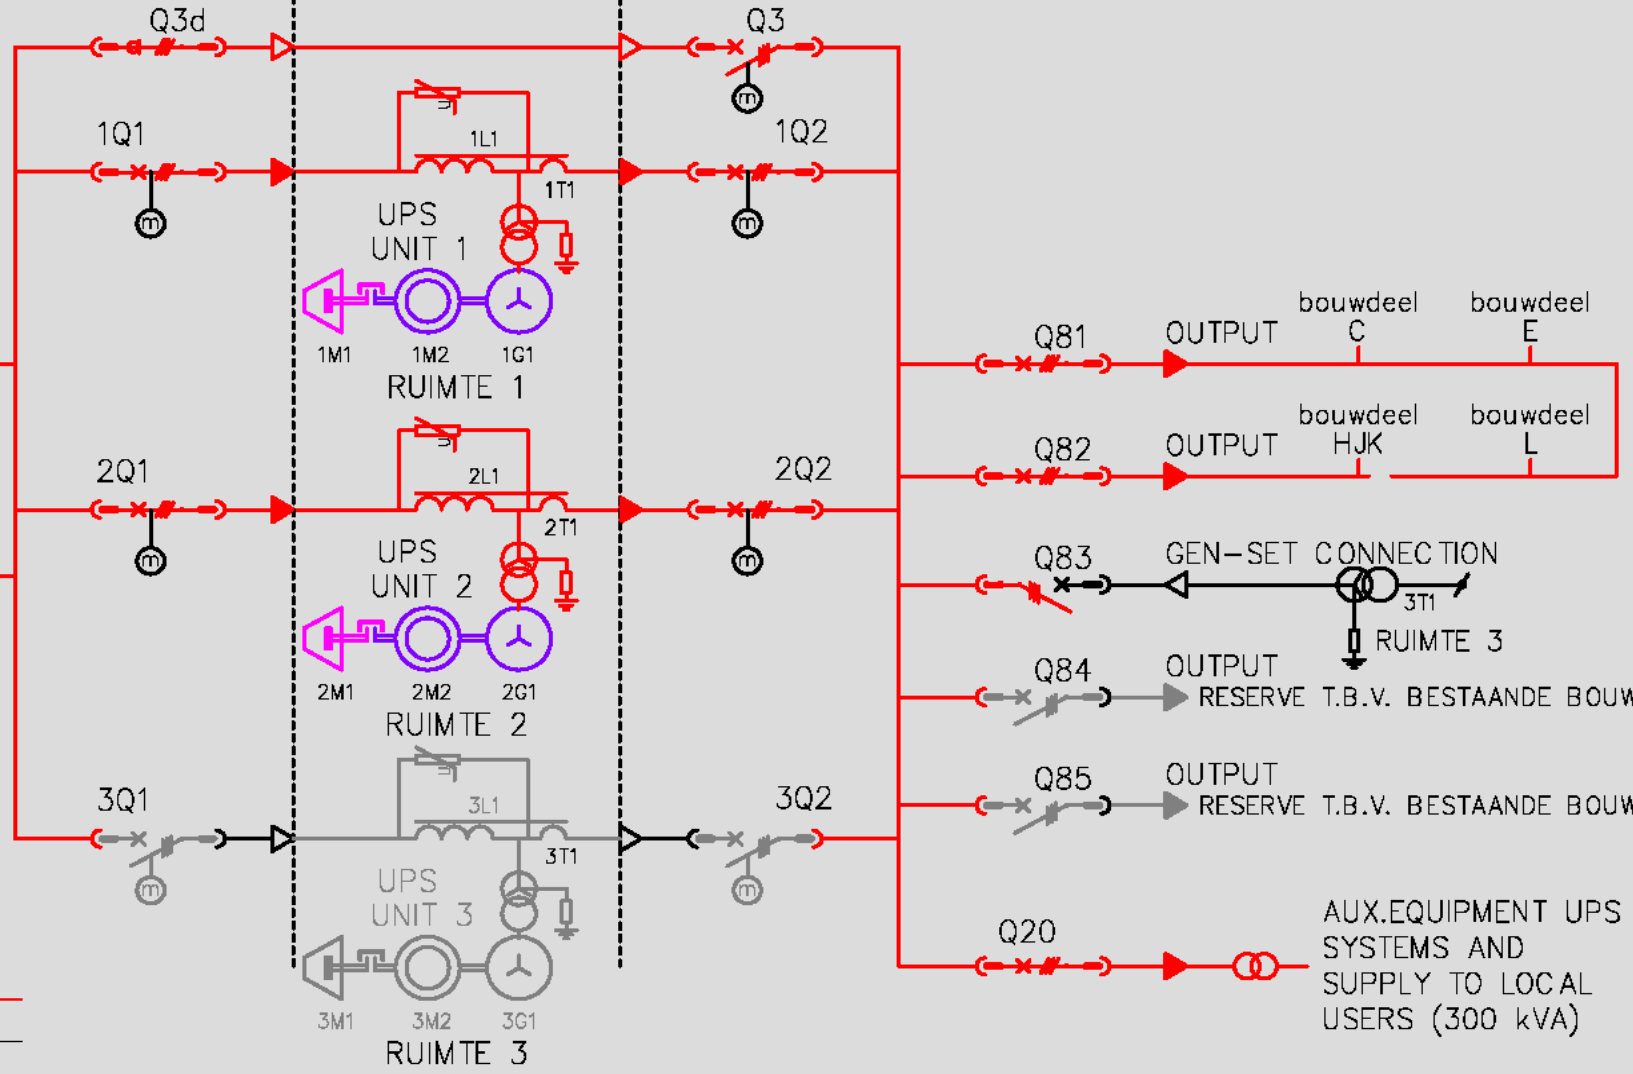 Q3d
Q3
m
1Q1
1L1
1Q2
1T1
m
m
UPS
UNIT 1
1M1
1M2
1G1
RUIMTE 1
Q81
OUTPUT
bouwdeel
C
bouwdeel
E
2Q1
2L1
2Q2
2T1
m
m
UPS
UNIT 2
2M1
2M2
2G1
RUIMTE 2
Q82
OUTPUT
bouwdeel
HJK
bouwdeel
L
Q83
GEN-SET CONNECTION
3T1
RUIMTE 3
Q84
OUTPUT
RESERVE T.B.V. BESTAANDE BOUW
Q85
OUTPUT
RESERVE T.B.V. BESTAANDE BOUW
3Q1
3L1
3Q2
3T1
m
m
UPS
UNIT 3
3M1
3M2
3G1
RUIMTE 3
Q20
AUX.EQUIPMENT UPS
SYSTEMS AND
SUPPLY TO LOCAL
USERS (300 kVA)